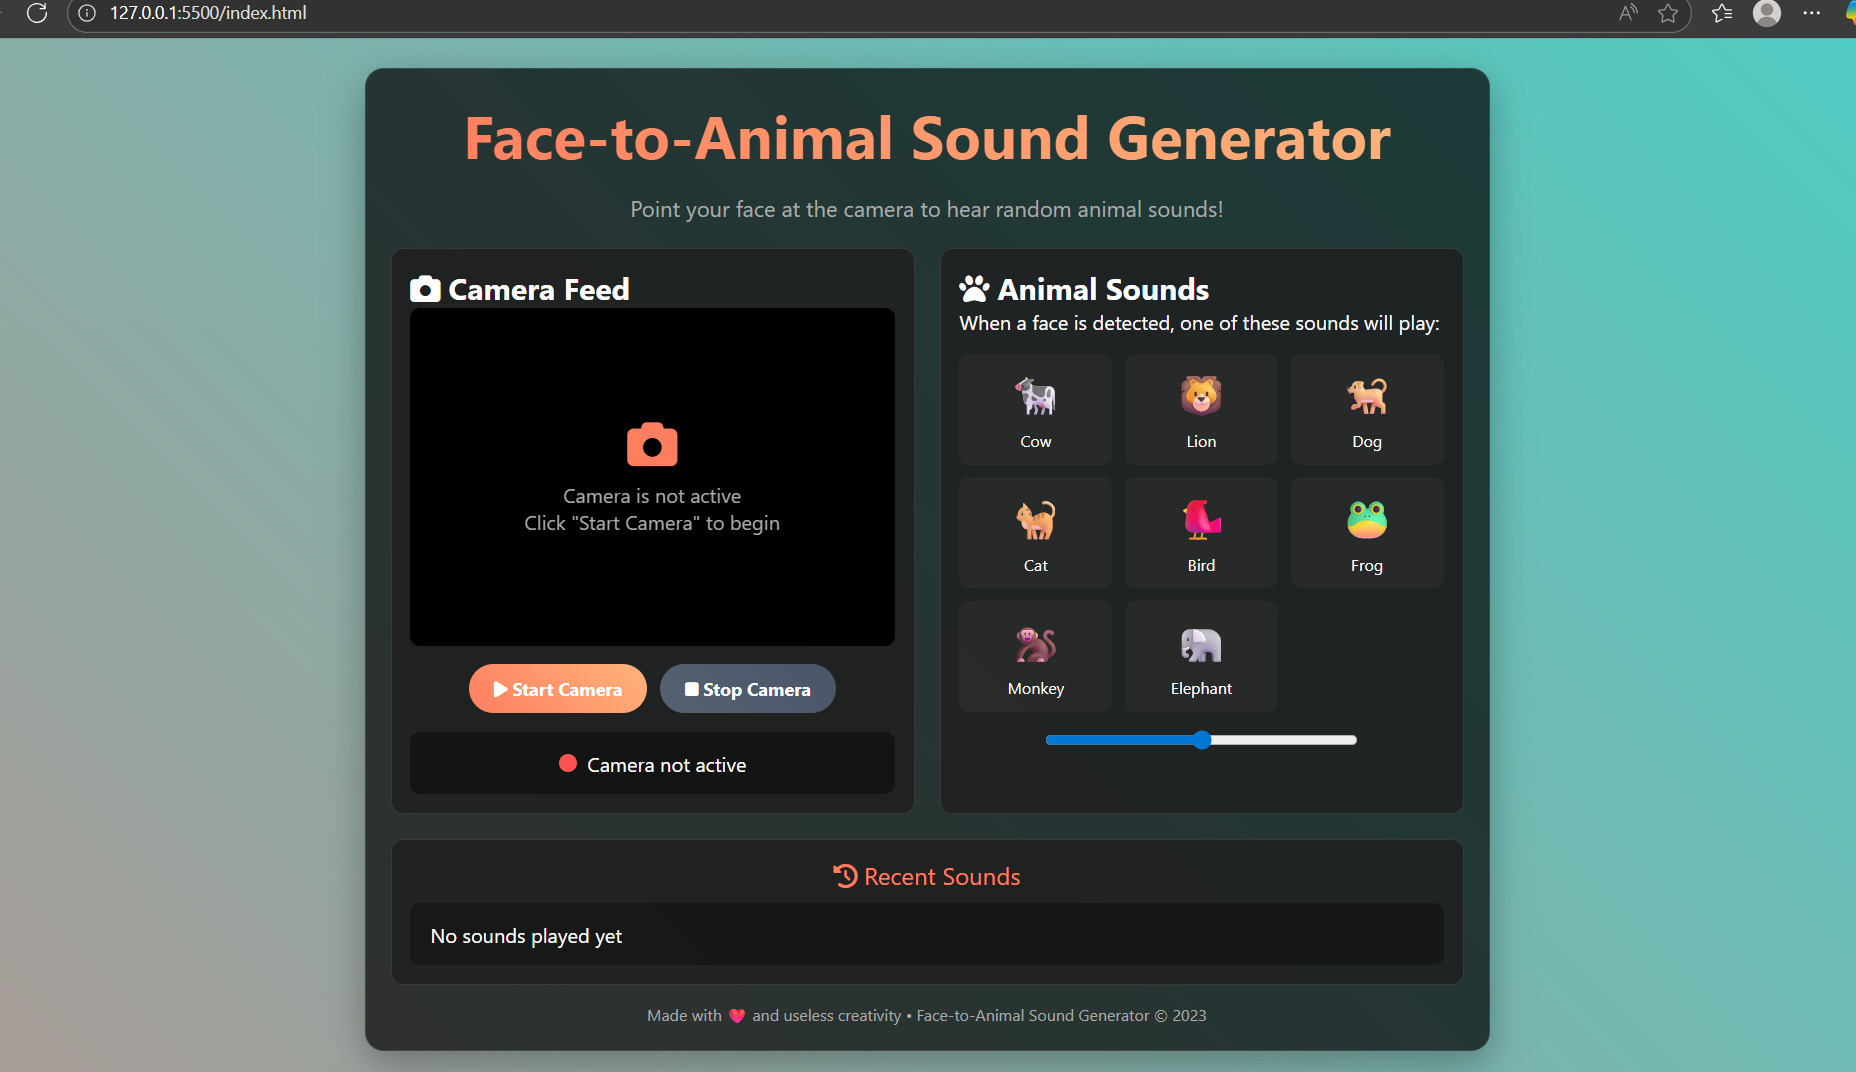 127.0.0.1:5500/index.html
Face-to-Animal Sound Generator
Point your face at the camera to hear random animal sounds!
Camera Feed
Camera is not active
Click "Start Camera" to begin
Start Camera
Stop Camera
Camera not active
Animal Sounds
When a face is detected, one of these sounds will play:
Cow
Lion
Dog
Cat
Bird
Frog
Monkey
Elephant
Recent Sounds
No sounds played yet
Made with ❤️ and useless creativity • Face-to-Animal Sound Generator © 2023